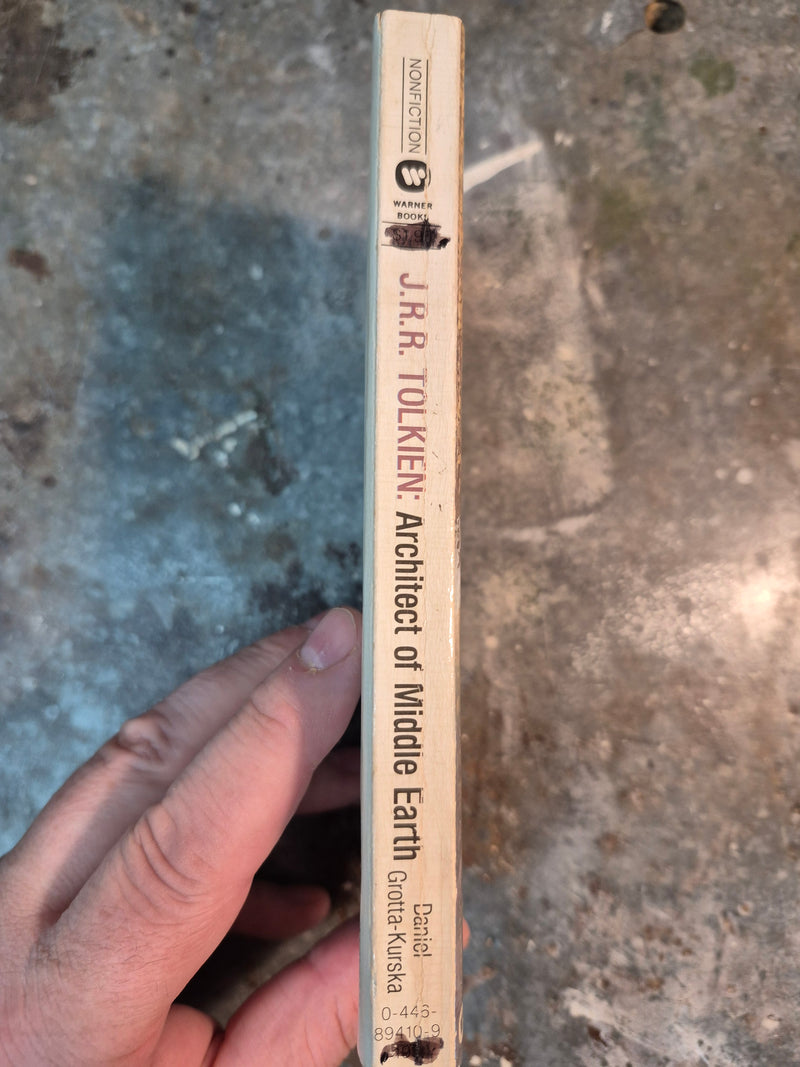 NONFICTION
WARNER
BOOKS
J.R.R. TOLKIEN: Architect of Middle Earth
Daniel
Grotta-Kurska
0-446-
89410-9